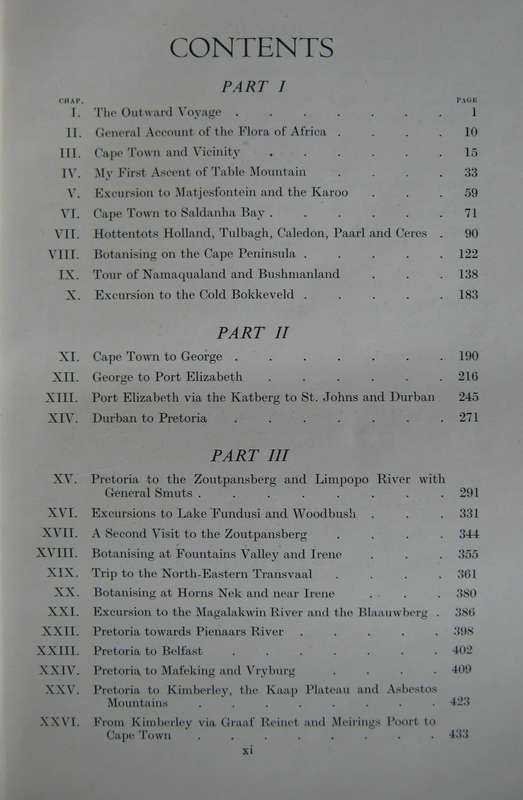 CONTENTS
PART I
CHAP. PAGE
I. The Outward Voyage . . . . . . . 1
II. General Account of the Flora of Africa . . . . 10
III. Cape Town and Vicinity . . . . . . 15
IV. My First Ascent of Table Mountain . . . . 33
V. Excursion to Matjesfontein and the Karoo . . . 59
VI. Cape Town to Saldanha Bay . . . . . . 71
VII. Hottentots Holland, Tulbagh, Caledon, Paarl and Ceres . 90
VIII. Botanising on the Cape Peninsula . . . . . 122
IX. Tour of Namaqualand and Bushmanland . . . 138
X. Excursion to the Cold Bokkeveld . . . . . 183
PART II
XI. Cape Town to George . . . . . . . 190
XII. George to Port Elizabeth . . . . . . 216
XIII. Port Elizabeth via the Katberg to St. Johns and Durban 245
XIV. Durban to Pretoria . . . . . . . 271
PART III
XV. Pretoria to the Zoutpansberg and Limpopo River with
General Smuts . . . . . . . . 291
XVI. Excursions to Lake Fundusi and Woodbush . . . 331
XVII. A Second Visit to the Zoutpansberg . . . . 344
XVIII. Botanising at Fountains Valley and Irene . . . 355
XIX. Trip to the North-Eastern Transvaal . . . . 361
XX. Botanising at Horns Nek and near Irene . . . 380
XXI. Excursion to the Magalakwin River and the Blaauwberg . 386
XXII. Pretoria towards Pienaars River . . . . . 398
XXIII. Pretoria to Belfast . . . . . . . 402
XXIV. Pretoria to Mafeking and Vryburg . . . . 409
XXV. Pretoria to Kimberley, the Kaap Plateau and Asbestos
Mountains . . . . . . . . 423
XXVI. From Kimberley via Graaf Reinet and Meirings Poort to
Cape Town . . . . . . . . 433
xi